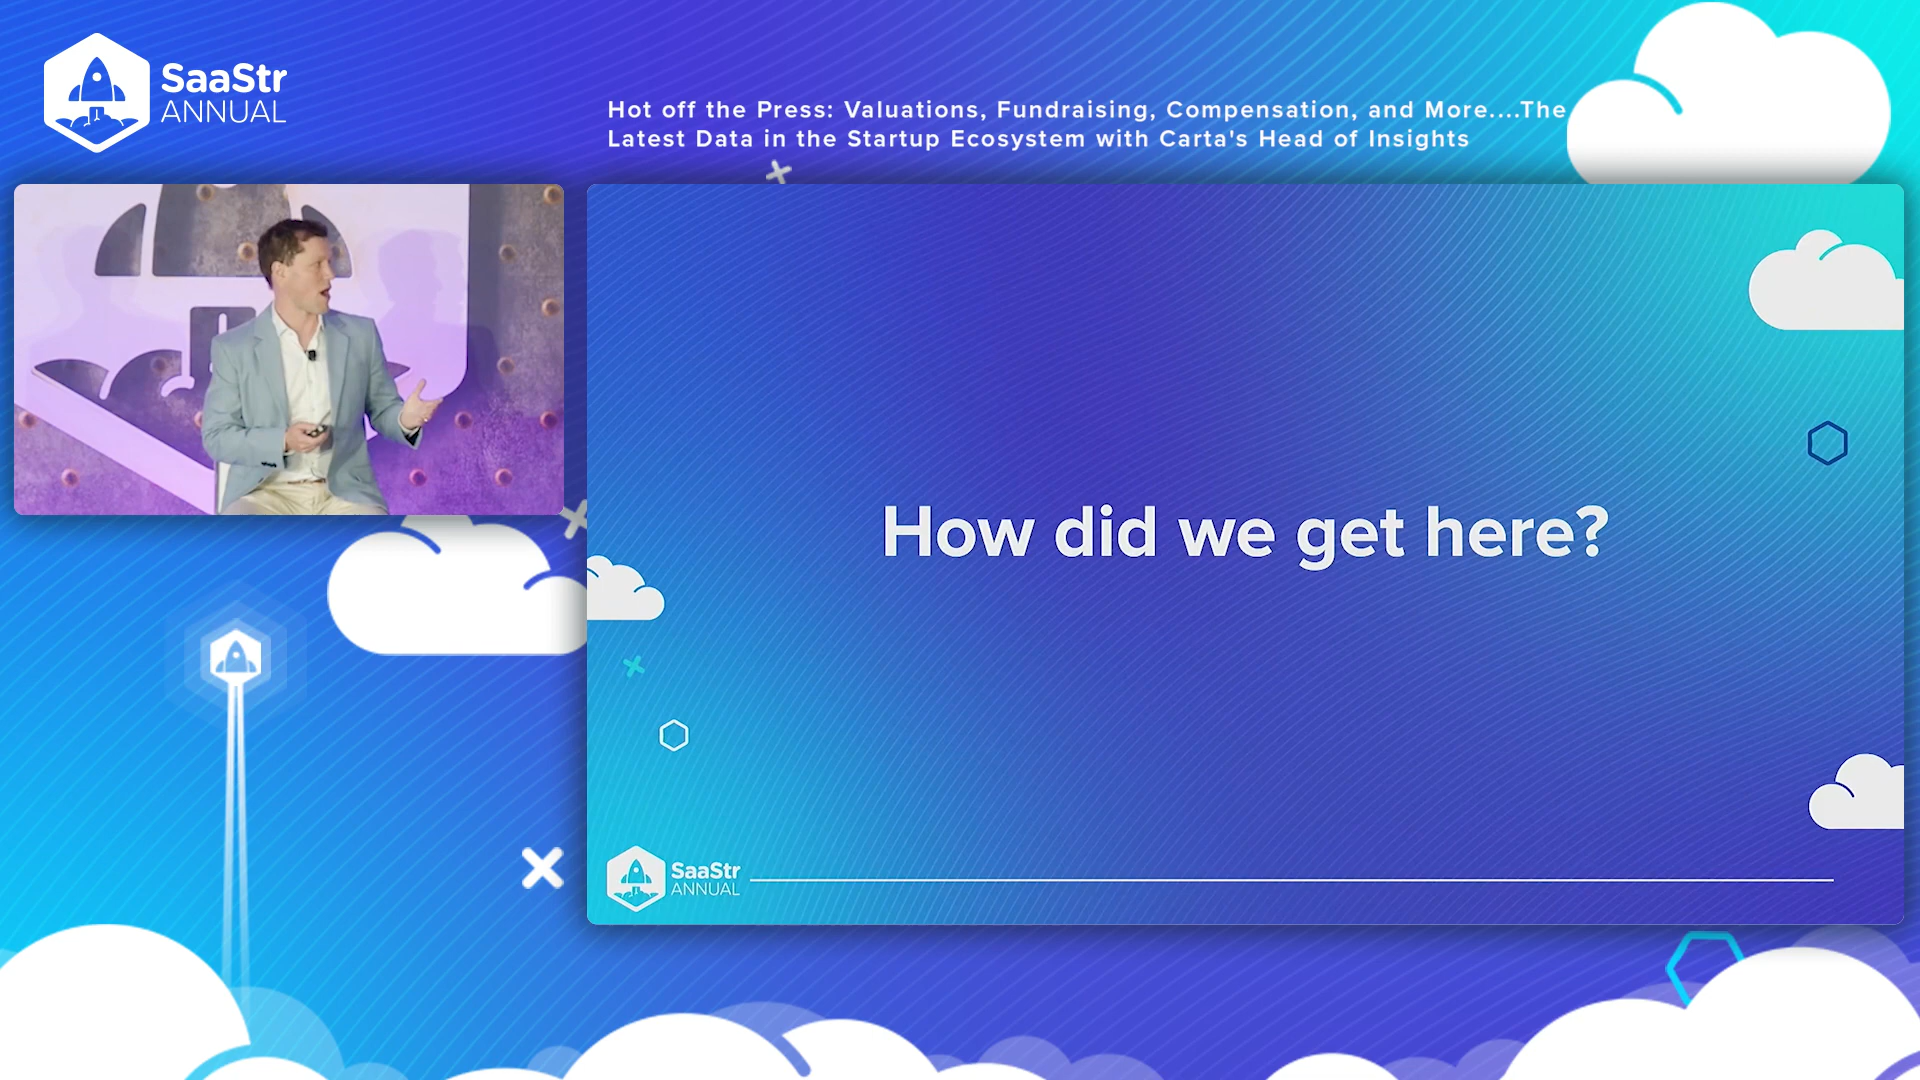 SaaStr
ANNUAL
Hot off the Press: Valuations, Fundraising, Compensation, and More....The
Latest Data in the Startup Ecosystem with Carta's Head of Insights
How did we get here?
SaaStr
ANNUAL